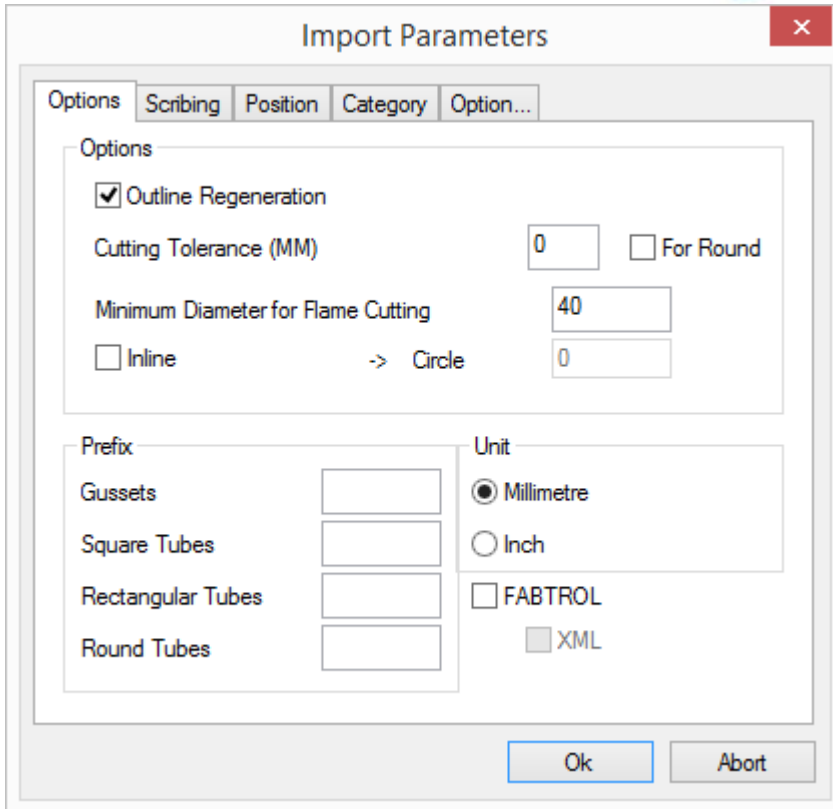 Import Parameters
Options Scribing Position Category Option...
Options
Outline Regeneration
Cutting Tolerance (MM) 0 For Round
Minimum Diameter for Flame Cutting 40
Inline -> Circle 0
Prefix Unit
Gussets Millimetre
Square Tubes Inch
Rectangular Tubes FABTROL
Round Tubes XML
Ok Abort